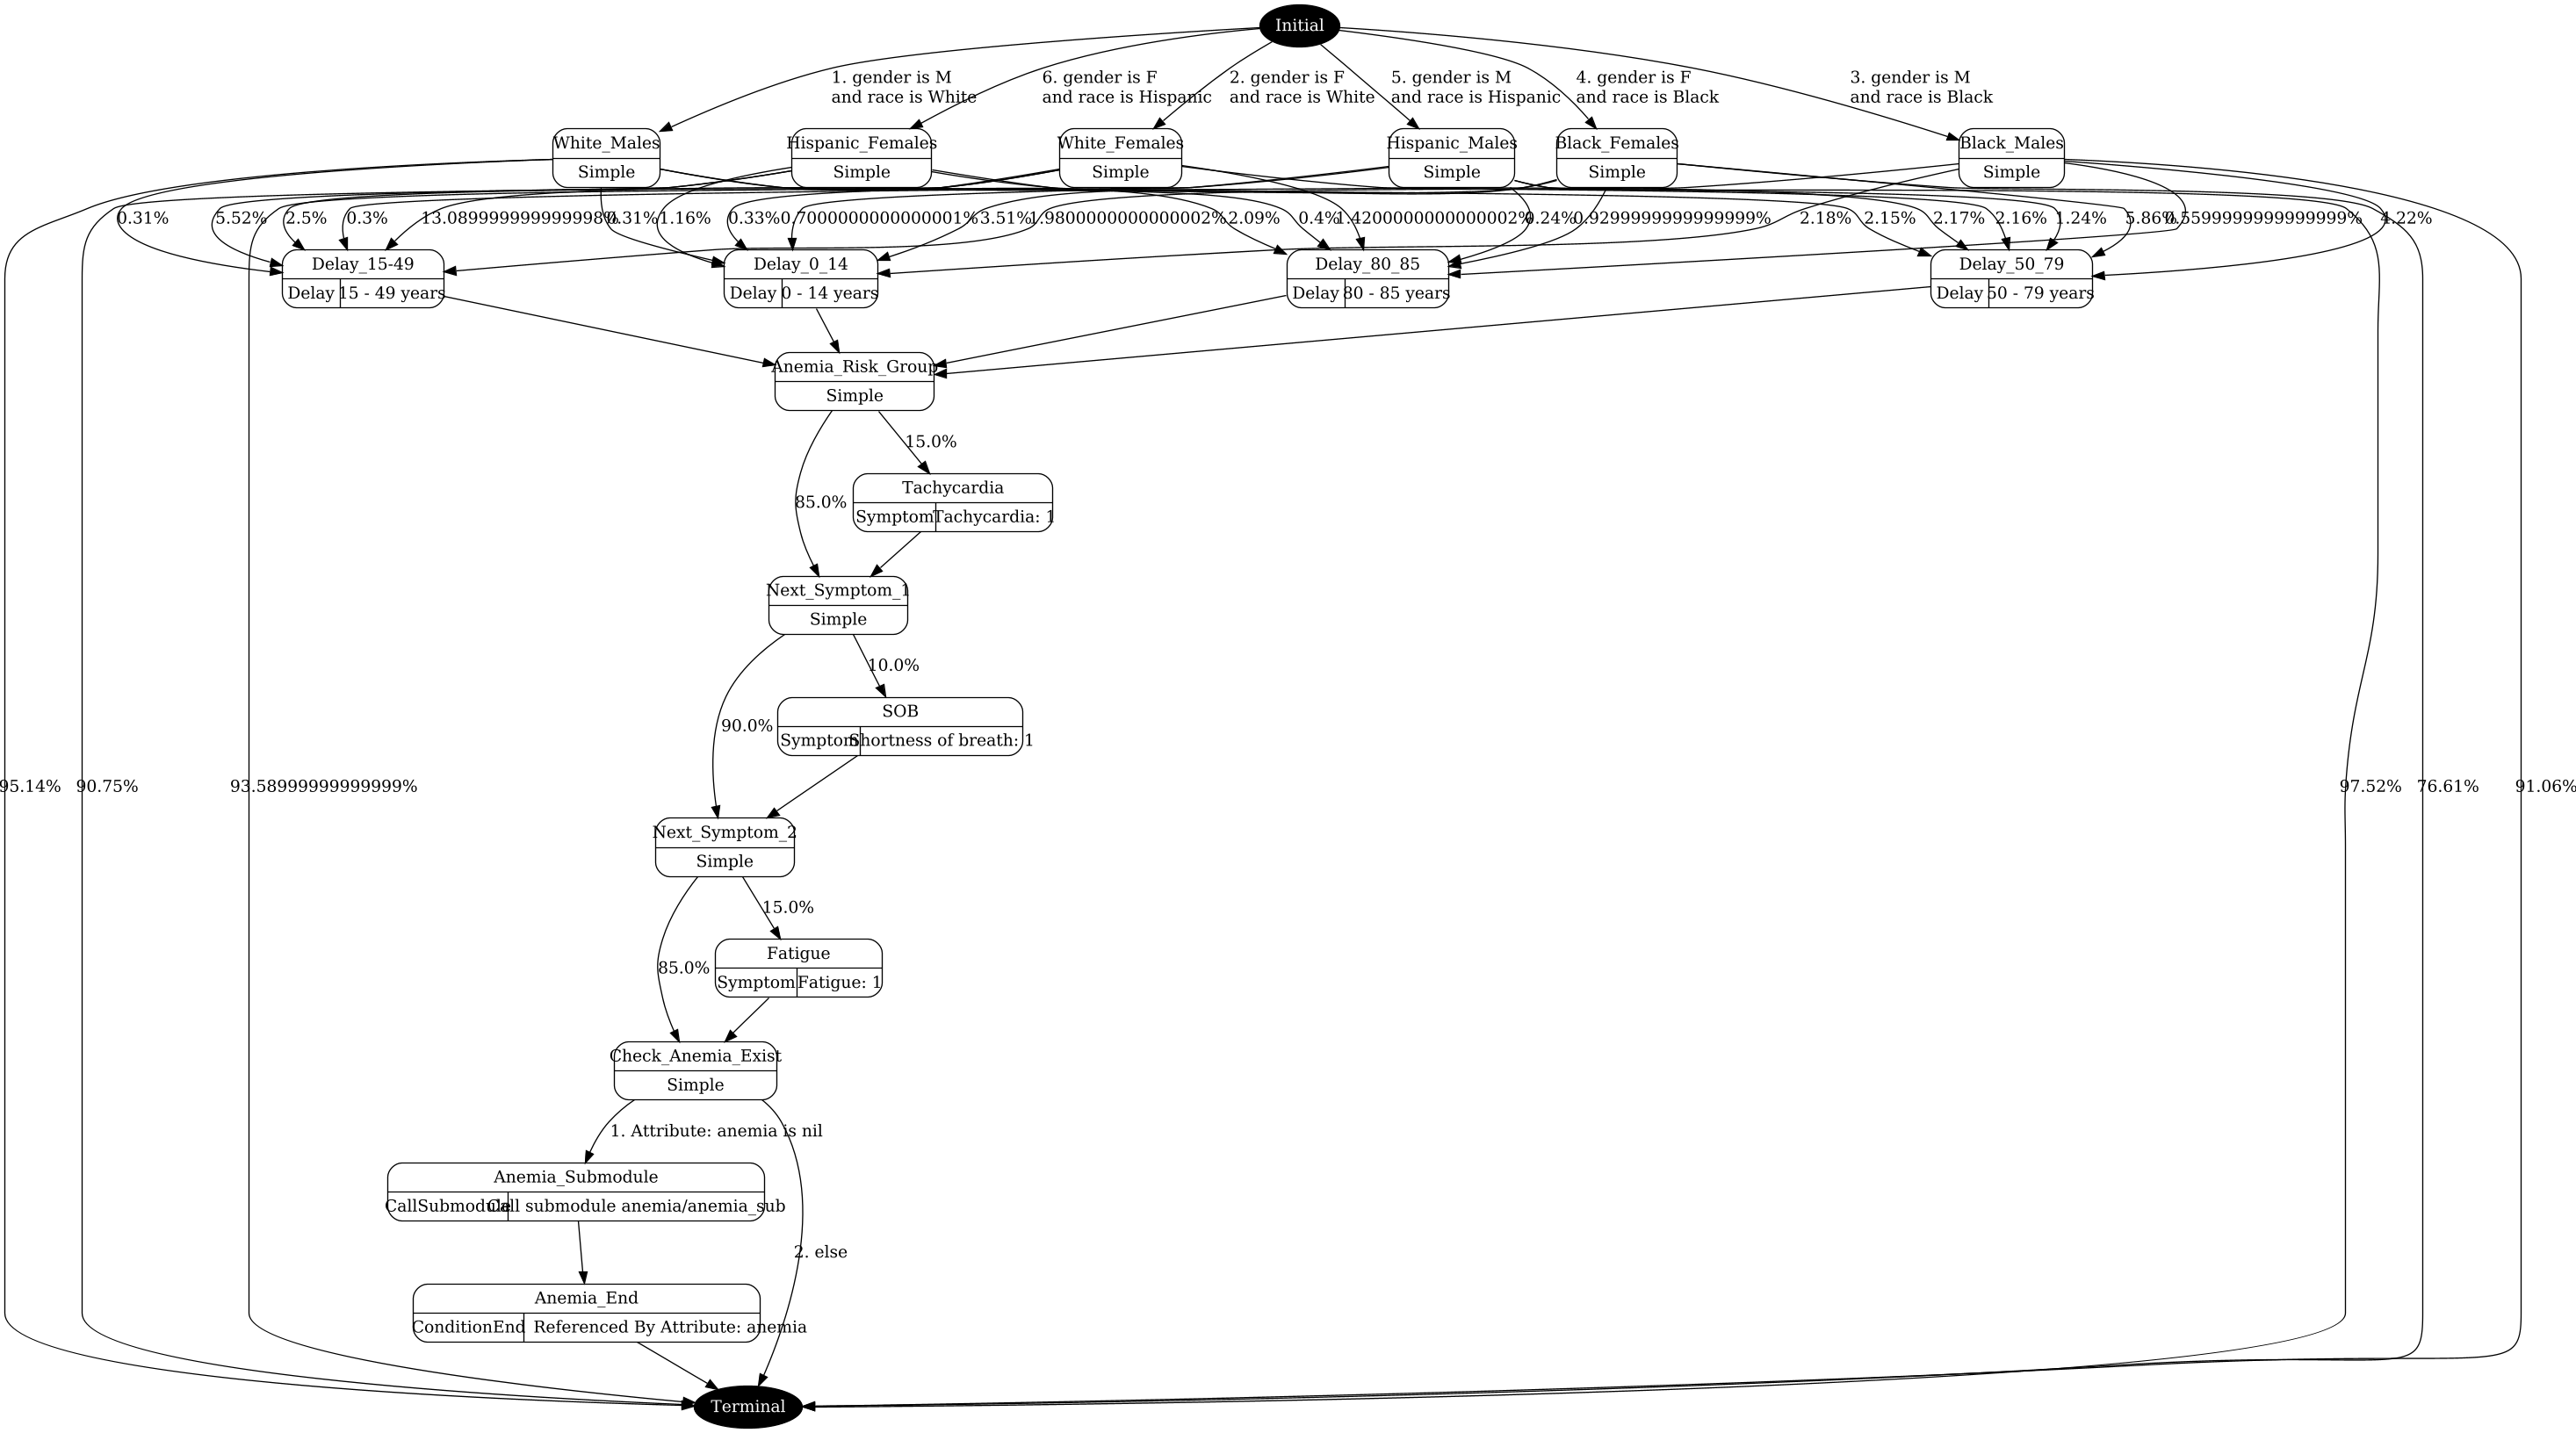 Initial
1. gender is M
and race is White
6. gender is F
and race is Hispanic
2. gender is F
and race is White
5. gender is M
and race is Hispanic
4. gender is F
and race is Black
3. gender is M
and race is Black
White_Males
Simple
Hispanic_Females
Simple
White_Females
Simple
Hispanic_Males
Simple
Black_Females
Simple
Black_Males
Simple
0.31%
5.52%
2.5%
0.3%
13.089999999999998%
0.31%
1.16%
0.33%
0.7000000000000001%
3.51%
1.9800000000000002%
2.09%
0.4%
1.4200000000000002%
0.24%
0.9299999999999999%
2.18%
2.15%
2.17%
2.16%
1.24%
5.86%
0.5599999999999999%
4.22%
Delay_15-49
Delay 15 - 49 years
Delay_0_14
Delay 0 - 14 years
Delay_80_85
Delay 80 - 85 years
Delay_50_79
Delay 50 - 79 years
Anemia_Risk_Group
Simple
15.0%
85.0%
Tachycardia
Symptom Tachycardia: 1
Next_Symptom_1
Simple
10.0%
90.0%
SOB
Symptom Shortness of breath: 1
95.14%
90.75%
93.58999999999999%
97.52%
76.61%
91.06%
Next_Symptom_2
Simple
15.0%
85.0%
Fatigue
Symptom Fatigue: 1
Check_Anemia_Exist
Simple
1. Attribute: anemia is nil
Anemia_Submodule
CallSubmodule Call submodule anemia/anemia_sub
2. else
Anemia_End
ConditionEnd Referenced By Attribute: anemia
Terminal